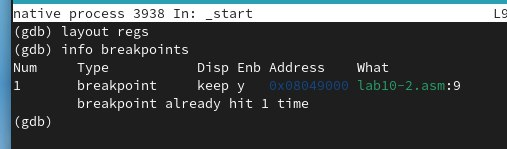 native process 3938 In: _start L9
(gdb) layout regs
(gdb) info breakpoints
Num Type Disp Enb Address What
1 breakpoint keep y 0x08049000 lab10-2.asm:9
breakpoint already hit 1 time
(gdb)